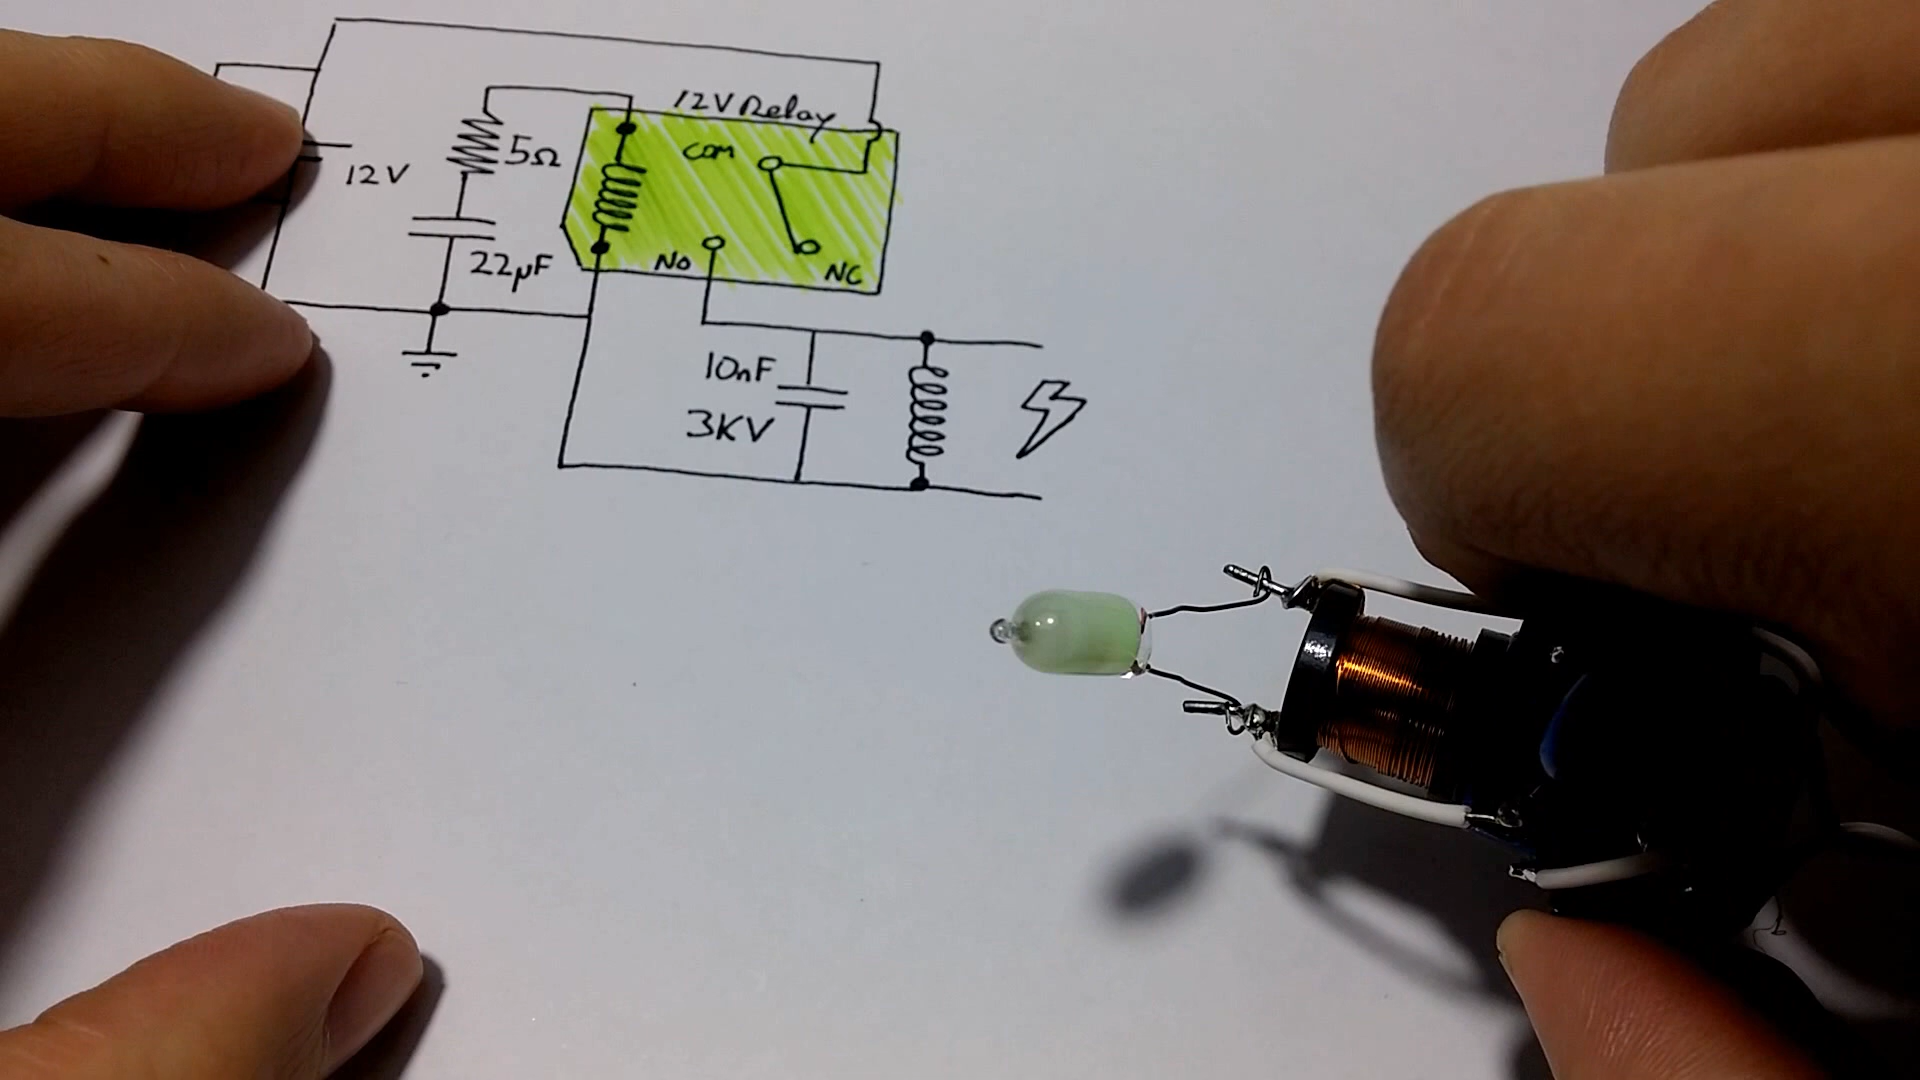 12V Relay
5Ω
COM
12V
22µF
NO
NC
10nF
3KV